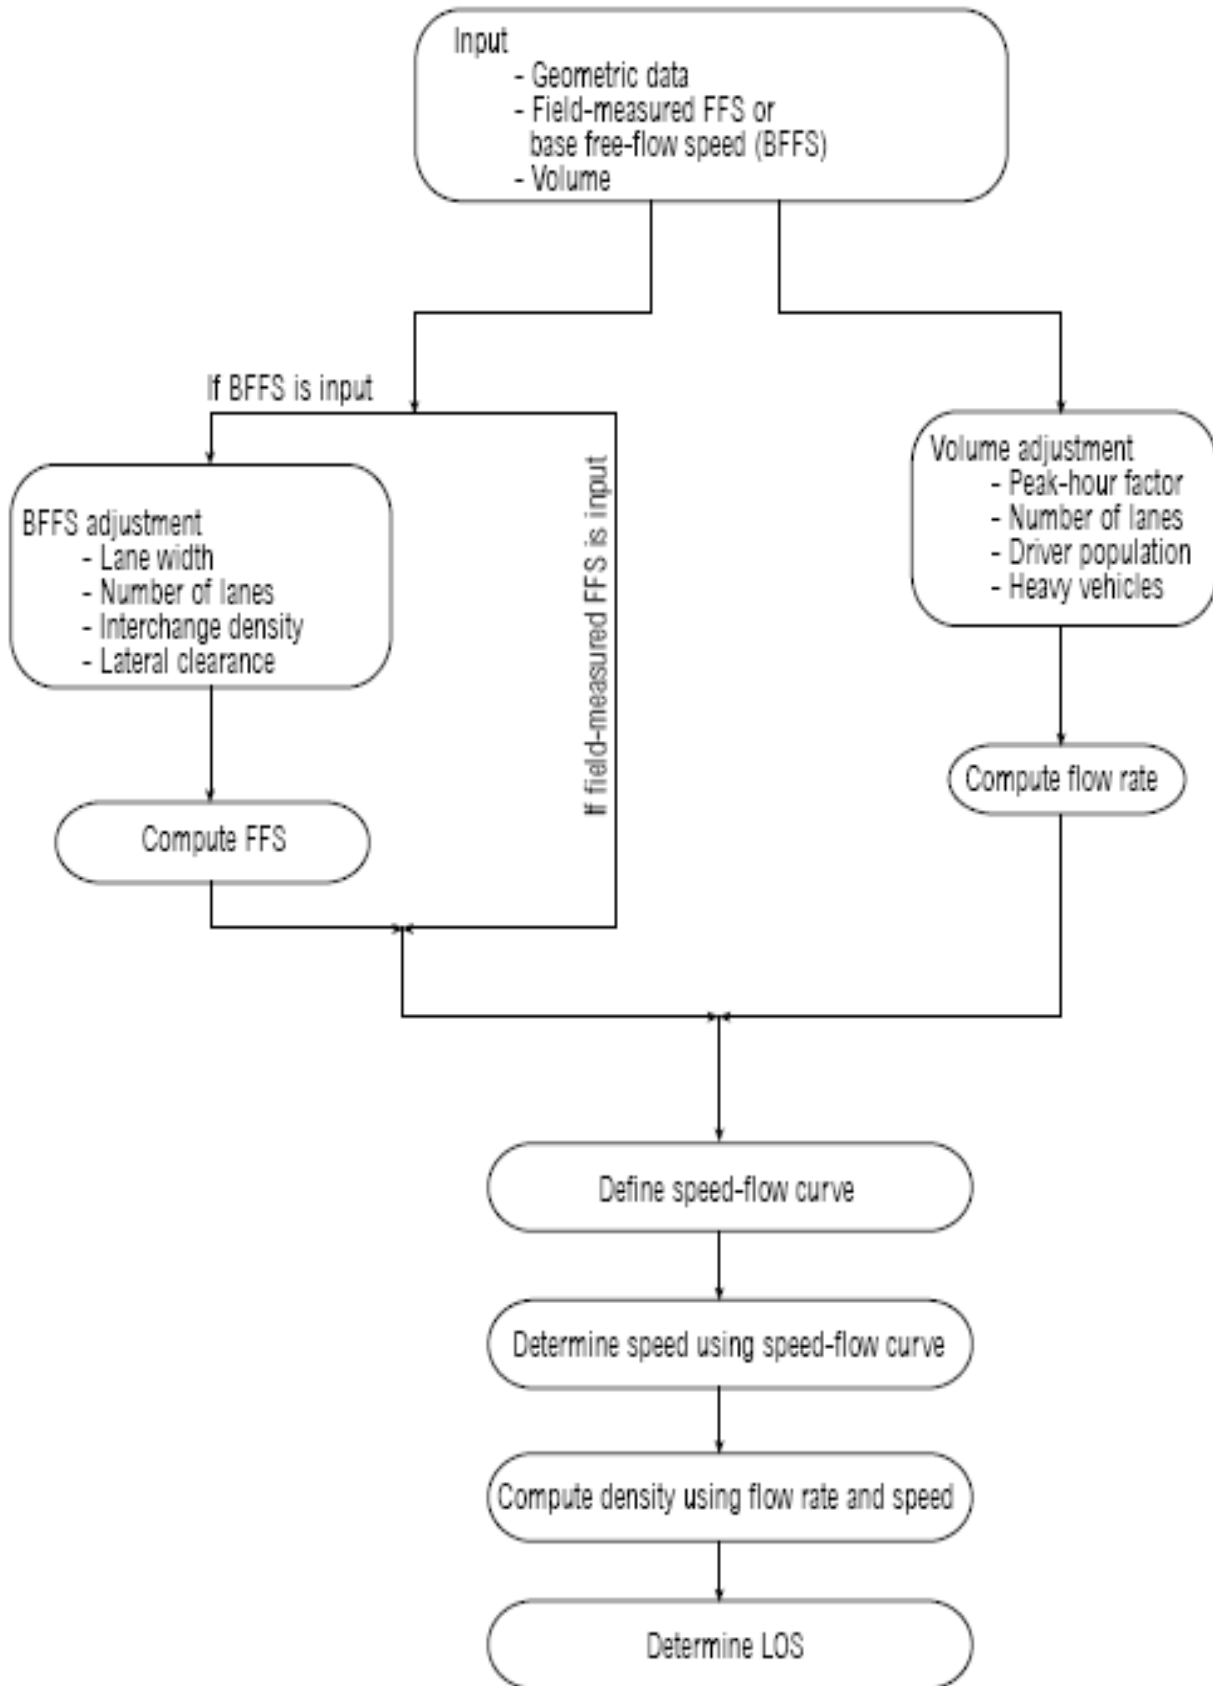 Input
- Geometric data
- Field-measured FFS or
base free-flow speed (BFFS)
- Volume
If BFFS is input
If field-measured FFS is input
BFFS adjustment
- Lane width
- Number of lanes
- Interchange density
- Lateral clearance
Compute FFS
Volume adjustment
- Peak-hour factor
- Number of lanes
- Driver population
- Heavy vehicles
Compute flow rate
Define speed-flow curve
Determine speed using speed-flow curve
Compute density using flow rate and speed
Determine LOS